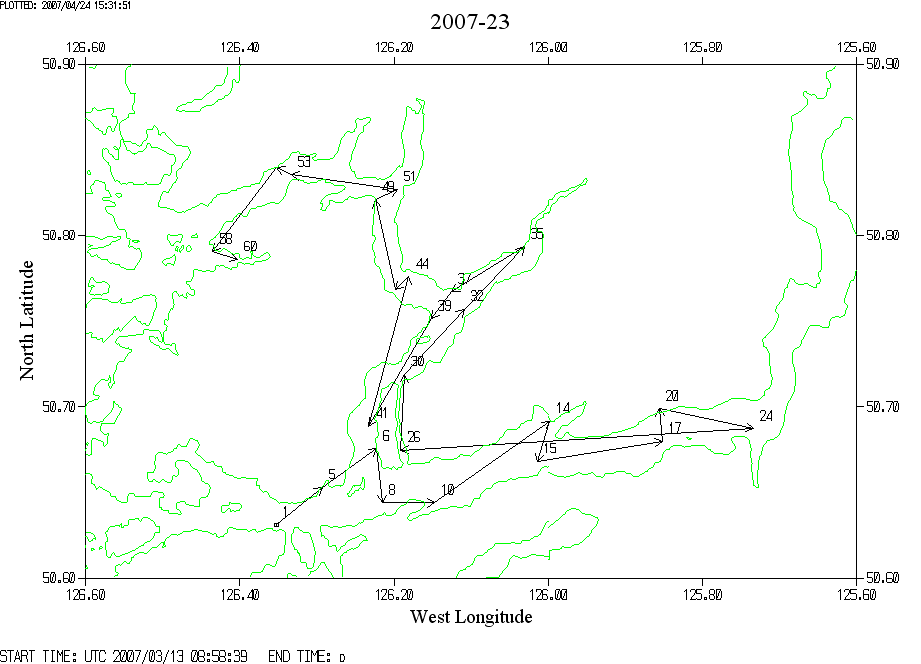 PLOTTED: 2007/04/24 15:31:51
2007-23
126.60 126.40 126.20 126.00 125.80 125.60
50.90 50.90
53
51
49
58
60
55
50.80 50.80
44
37
39 32
North Latitude
30
20
50.70 50.70
41 14 24
6 26 17
15
5
8 10
1
50.60 50.60
126.60 126.40 126.20 126.00 125.80 125.60
West Longitude
START TIME: UTC 2007/03/13 08:58:39 END TIME: 0